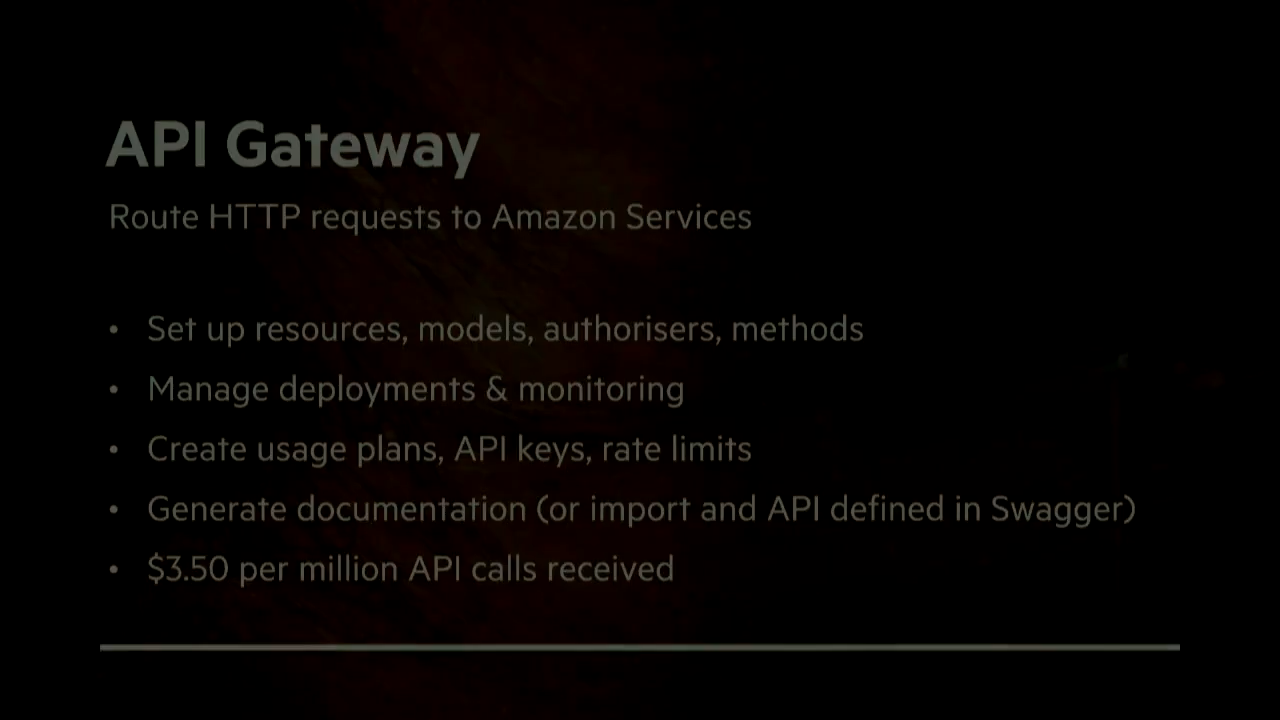 API Gateway
Route HTTP requests to Amazon Services
• Set up resources, models, authorisers, methods
• Manage deployments & monitoring
• Create usage plans, API keys, rate limits
• Generate documentation (or import and API defined in Swagger)
• $3.50 per million API calls received